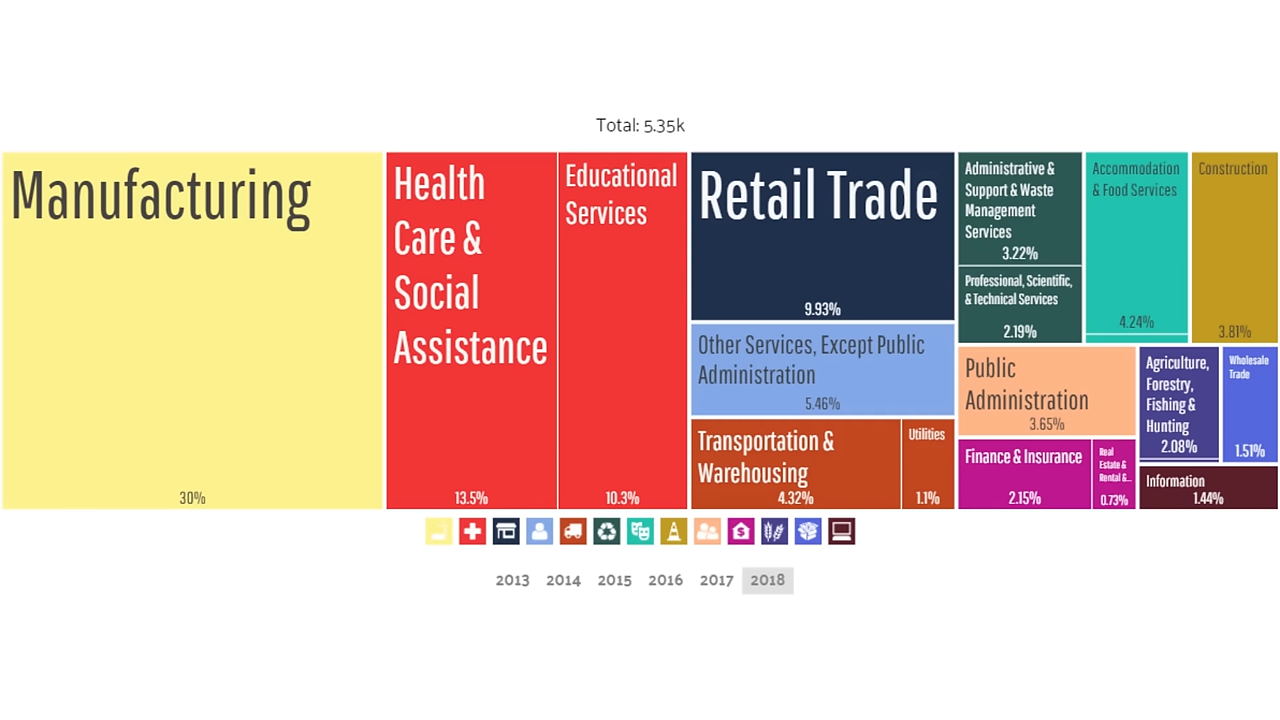 Total: 5.35k
Manufacturing
30%
Health
Care &
Social
Assistance
13.5%
Educational
Services
10.3%
Retail Trade
9.93%
Other Services, Except Public
Administration
5.46%
Transportation &
Warehousing
4.32%
Utilities
1.1%
Administrative &
Support & Waste
Management
Services
3.22%
Professional, Scientific,
& Technical Services
2.19%
Accommodation
& Food Services
4.24%
Construction
3.81%
Public
Administration
3.65%
Finance & Insurance
2.15%
Real
Estate &
Rental &...
0.73%
Agriculture,
Forestry,
Fishing &
Hunting
2.08%
Wholesale
Trade
1.51%
Information
1.44%
2013 2014 2015 2016 2017 2018